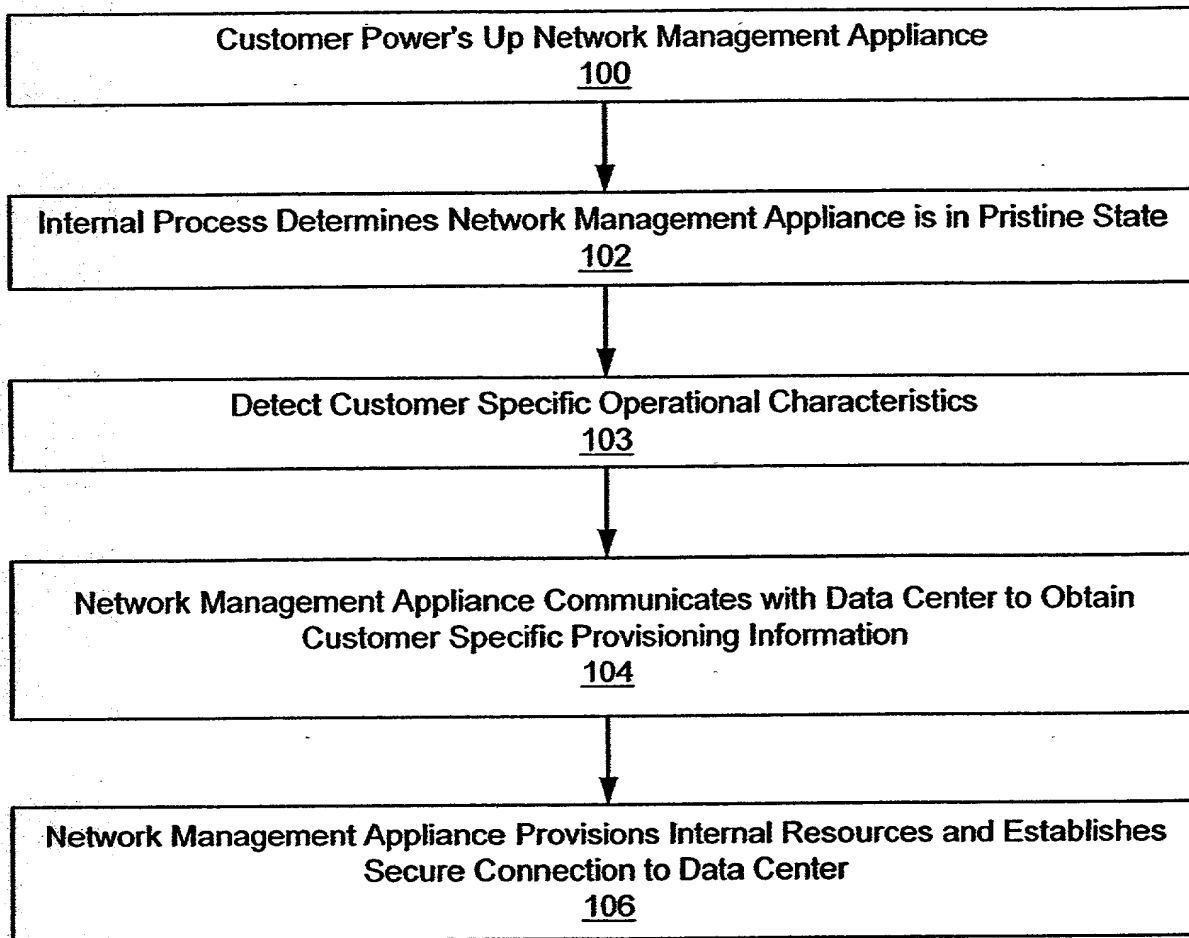 Customer Power's Up Network Management Appliance
100
Internal Process Determines Network Management Appliance is in Pristine State
102
Detect Customer Specific Operational Characteristics
103
Network Management Appliance Communicates with Data Center to Obtain
Customer Specific Provisioning Information
104
Network Management Appliance Provisions Internal Resources and Establishes
Secure Connection to Data Center
106